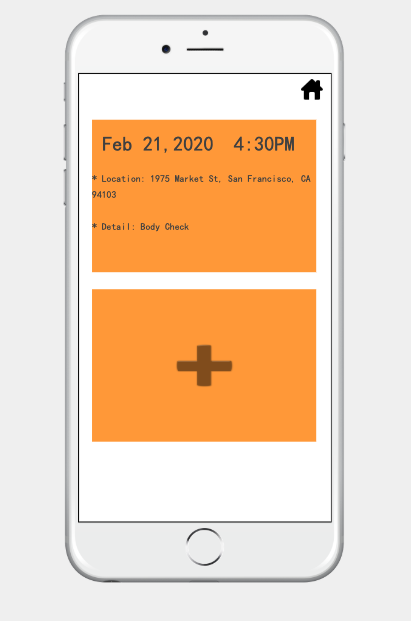 Feb 21,2020 4:30PM
* Location: 1975 Market St, San Francisco, CA
94103
* Detail: Body Check